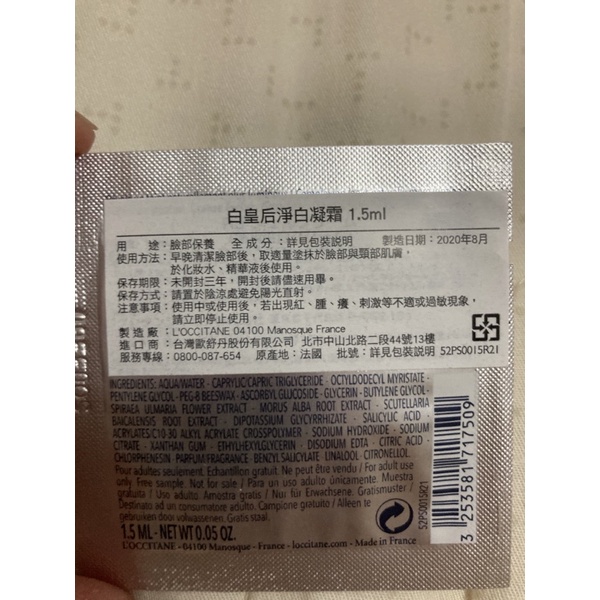 白皇后淨白凝霜 1.5ml
用 途：臉部保養 全成分：詳見包裝説明 製造日期：2020年8月
使用方法：早晚清潔臉部後，取適量塗抹於臉部與頸部肌膚，
於化妝水、精華液後使用。
保存期限：未開封三年，開封後請儘速用畢。
保存方式：請置於陰涼處避免陽光直射。
注意事項：使用中或使用後，若出現紅、腫、癢、刺激等不適或過敏現象，
請立即停止使用。
製造廠：L'OCCITANE 04100 Manosque France
進口商：台灣歐舒丹股份有限公司 北市中山北路二段44號13樓
服務專線：0800-087-654 原產地：法國 批號：詳見包裝説明 52PS0015R21
INGREDIENTS: AQUA/WATER - CAPRYLIC/CAPRIC TRIGLYCERIDE - OCTYLDODECYL MYRISTATE -
PENTYLENE GLYCOL - PEG-8 BEESWAX - ASCORBYL GLUCOSIDE - GLYCERIN - BUTYLENE GLYCOL -
SPIRAEA ULMARIA FLOWER EXTRACT - MORUS ALBA ROOT EXTRACT - SCUTELLARIA
BAICALENSIS ROOT EXTRACT - DIPOTASSIUM GLYCYRRHIZATE - SALICYLIC ACID -
ACRYLATES/C10-30 ALKYL ACRYLATE CROSSPOLYMER - SODIUM HYDROXIDE - SODIUM
CITRATE - XANTHAN GUM - ETHYLHEXYLGLYCERIN - DISODIUM EDTA - CITRIC ACID -
CHLORPHENESIN PARFUM/FRAGRANCE BENZYL SALICYLATE LINALOOL CITRONELLOL
Pour adultes seulement. Echantillon gratuit. Ne peut être vendu / For adult use
only. Free sample. Not for sale / Para un uso adulto únicamente. Muestra
gratuita / Uso adulto. Amostra gratis / Nur für Erwachsene. Gratismuster /
Destinato ad un consumatore adulto. Campione gratuito / Alleen te
gebruiken door volwassenen. Gratis staal.
1.5 ML - NET WT 0.05 OZ.
L'OCCITANE - 04100 Manosque - France - loccitane.com - Made in France
52PS0015R21
3 253581 717509